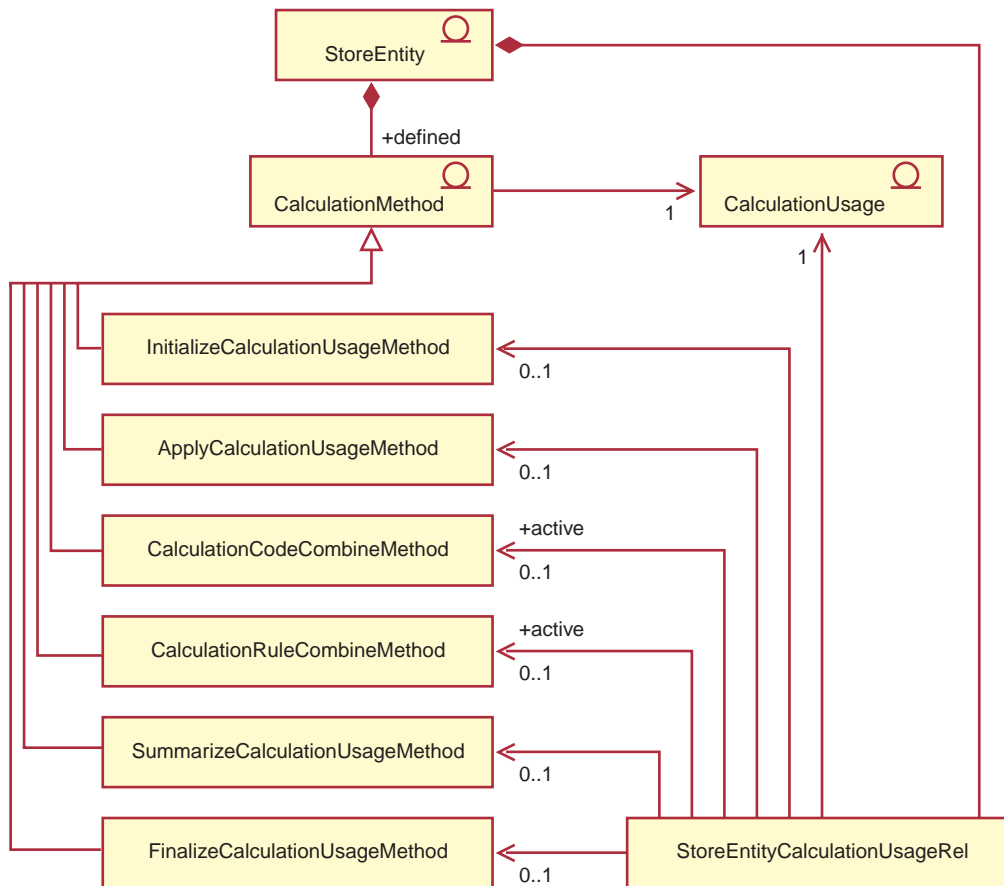 StoreEntity
+defined
CalculationMethod
1
CalculationUsage
1
InitializeCalculationUsageMethod
0..1
ApplyCalculationUsageMethod
0..1
+active
CalculationCodeCombineMethod
0..1
+active
CalculationRuleCombineMethod
0..1
SummarizeCalculationUsageMethod
0..1
FinalizeCalculationUsageMethod
0..1
StoreEntityCalculationUsageRel